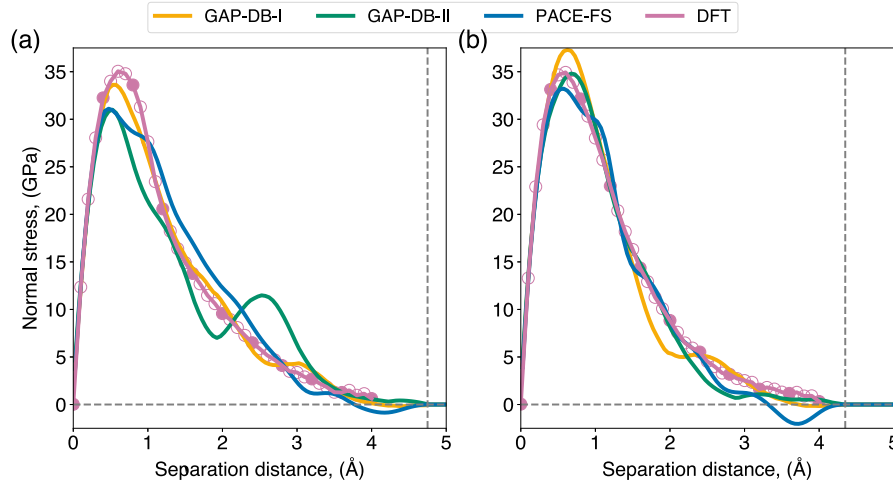 GAP-DB-I GAP-DB-II PACE-FS DFT
(a) (b)
Normal stress, (GPa)
35 35
30 30
25 25
20 20
15 15
10 10
5 5
0 0
0 1 2 3 4 5 0 1 2 3 4 5
Separation distance, (Å) Separation distance, (Å)